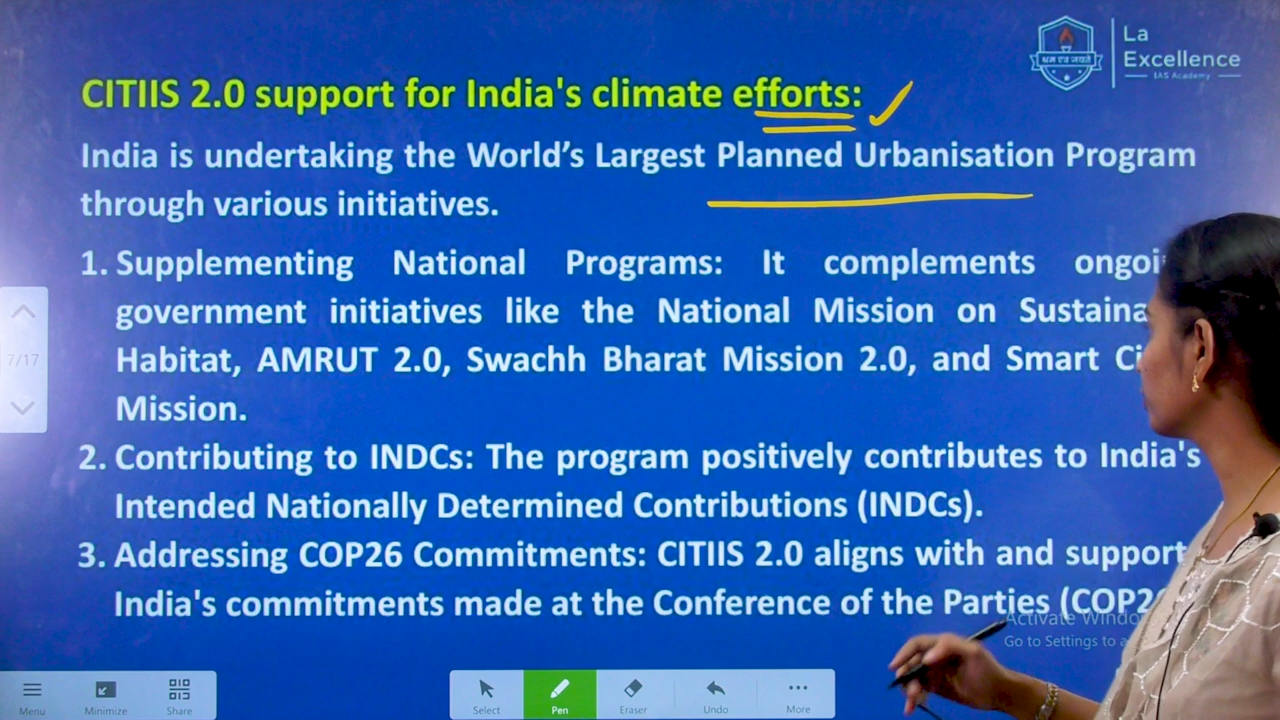 La
Excellence
IAS Academy
श्रम एव जयते
CITIIS 2.0 support for India's climate efforts:
India is undertaking the World's Largest Planned Urbanisation Program
through various initiatives.
1. Supplementing National Programs: It complements
government initiatives like the National Mission on
Habitat, AMRUT 2.0, Swachh Bharat Mission 2.0, and Smart
Mission.
2. Contributing to INDCs: The program positively contributes to India's
Intended Nationally Determined Contributions (INDCs).
3. Addressing COP26 Commitments: CITIIS 2.0 aligns with and support
India's commitments made at the Conference of the Parties
7/17
Activate
Go to Settings to
Menu Minimize Share Select Pen Eraser Undo More